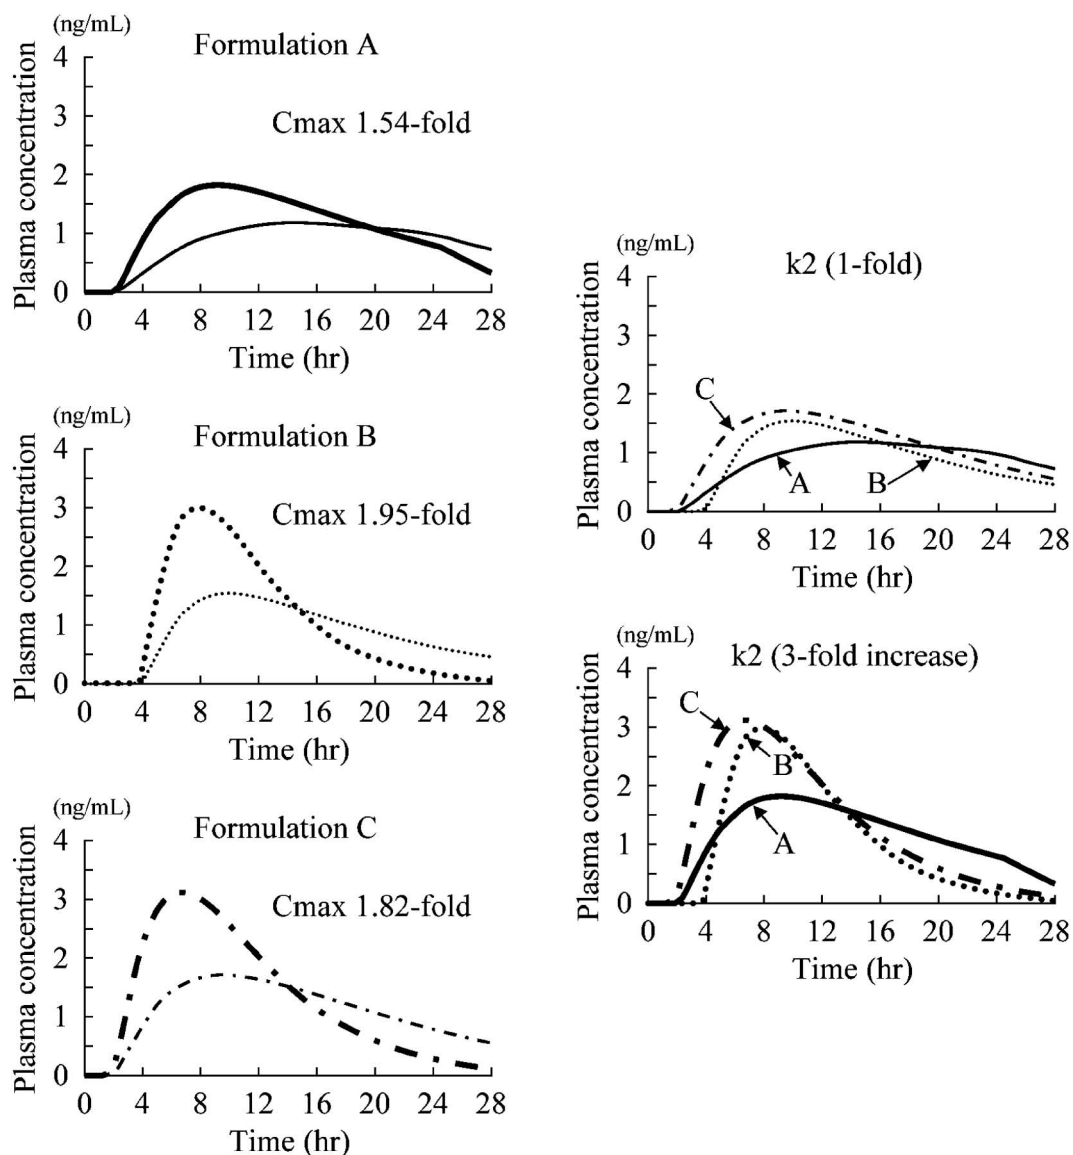 (ng/mL)
Formulation A
Cmax 1.54-fold
Plasma concentration
4
3
2
1
0
0 4 8 12 16 20 24 28
Time (hr)
(ng/mL)
Formulation B
Cmax 1.95-fold
Plasma concentration
4
3
2
1
0
0 4 8 12 16 20 24 28
Time (hr)
(ng/mL)
Formulation C
Cmax 1.82-fold
Plasma concentration
4
3
2
1
0
0 4 8 12 16 20 24 28
Time (hr)
(ng/mL)
k2 (1-fold)
Plasma concentration
4
3
2
1
0
C
A
B
0 4 8 12 16 20 24 28
Time (hr)
(ng/mL)
k2 (3-fold increase)
Plasma concentration
4
3
2
1
0
C
B
A
0 4 8 12 16 20 24 28
Time (hr)